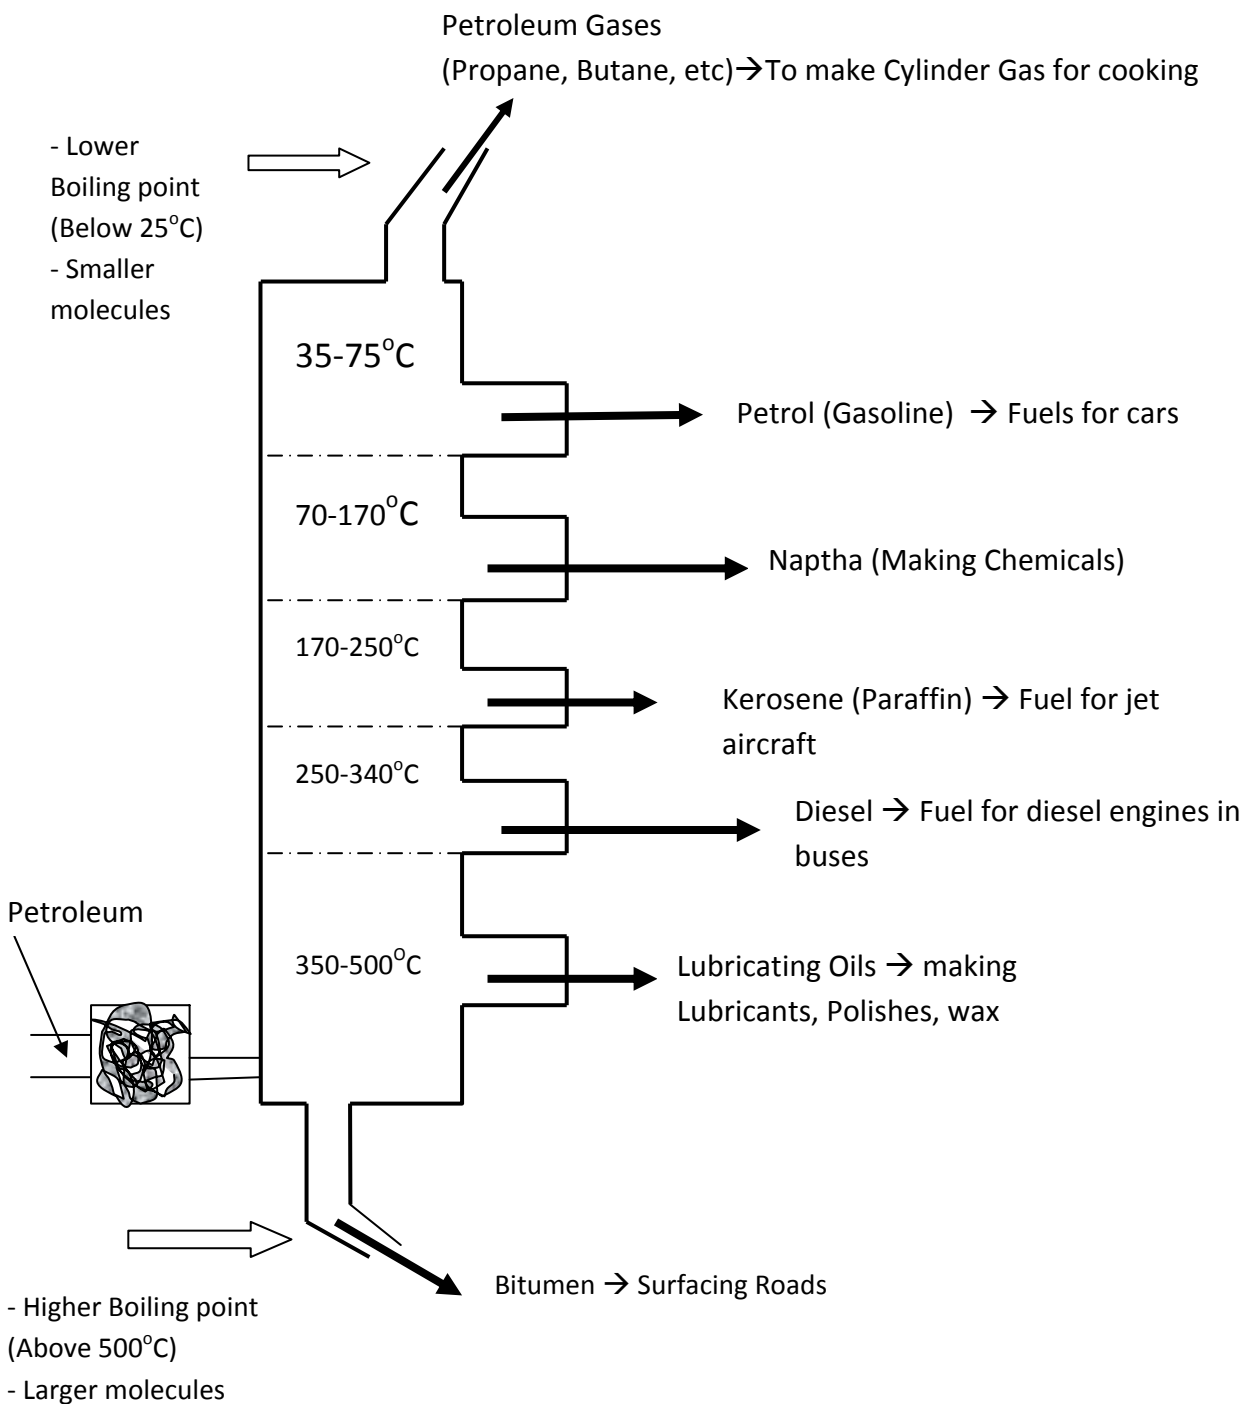 Petroleum Gases
(Propane, Butane, etc)→To make Cylinder Gas for cooking
- Lower
Boiling point
(Below 25°C)
- Smaller
molecules
35-75°C
Petrol (Gasoline) → Fuels for cars
70-170°C
Naptha (Making Chemicals)
170-250°C
Kerosene (Paraffin) → Fuel for jet
aircraft
250-340°C
Diesel → Fuel for diesel engines in
buses
Petroleum
350-500°C
Lubricating Oils → making
Lubricants, Polishes, wax
Bitumen → Surfacing Roads
- Higher Boiling point
(Above 500°C)
- Larger molecules